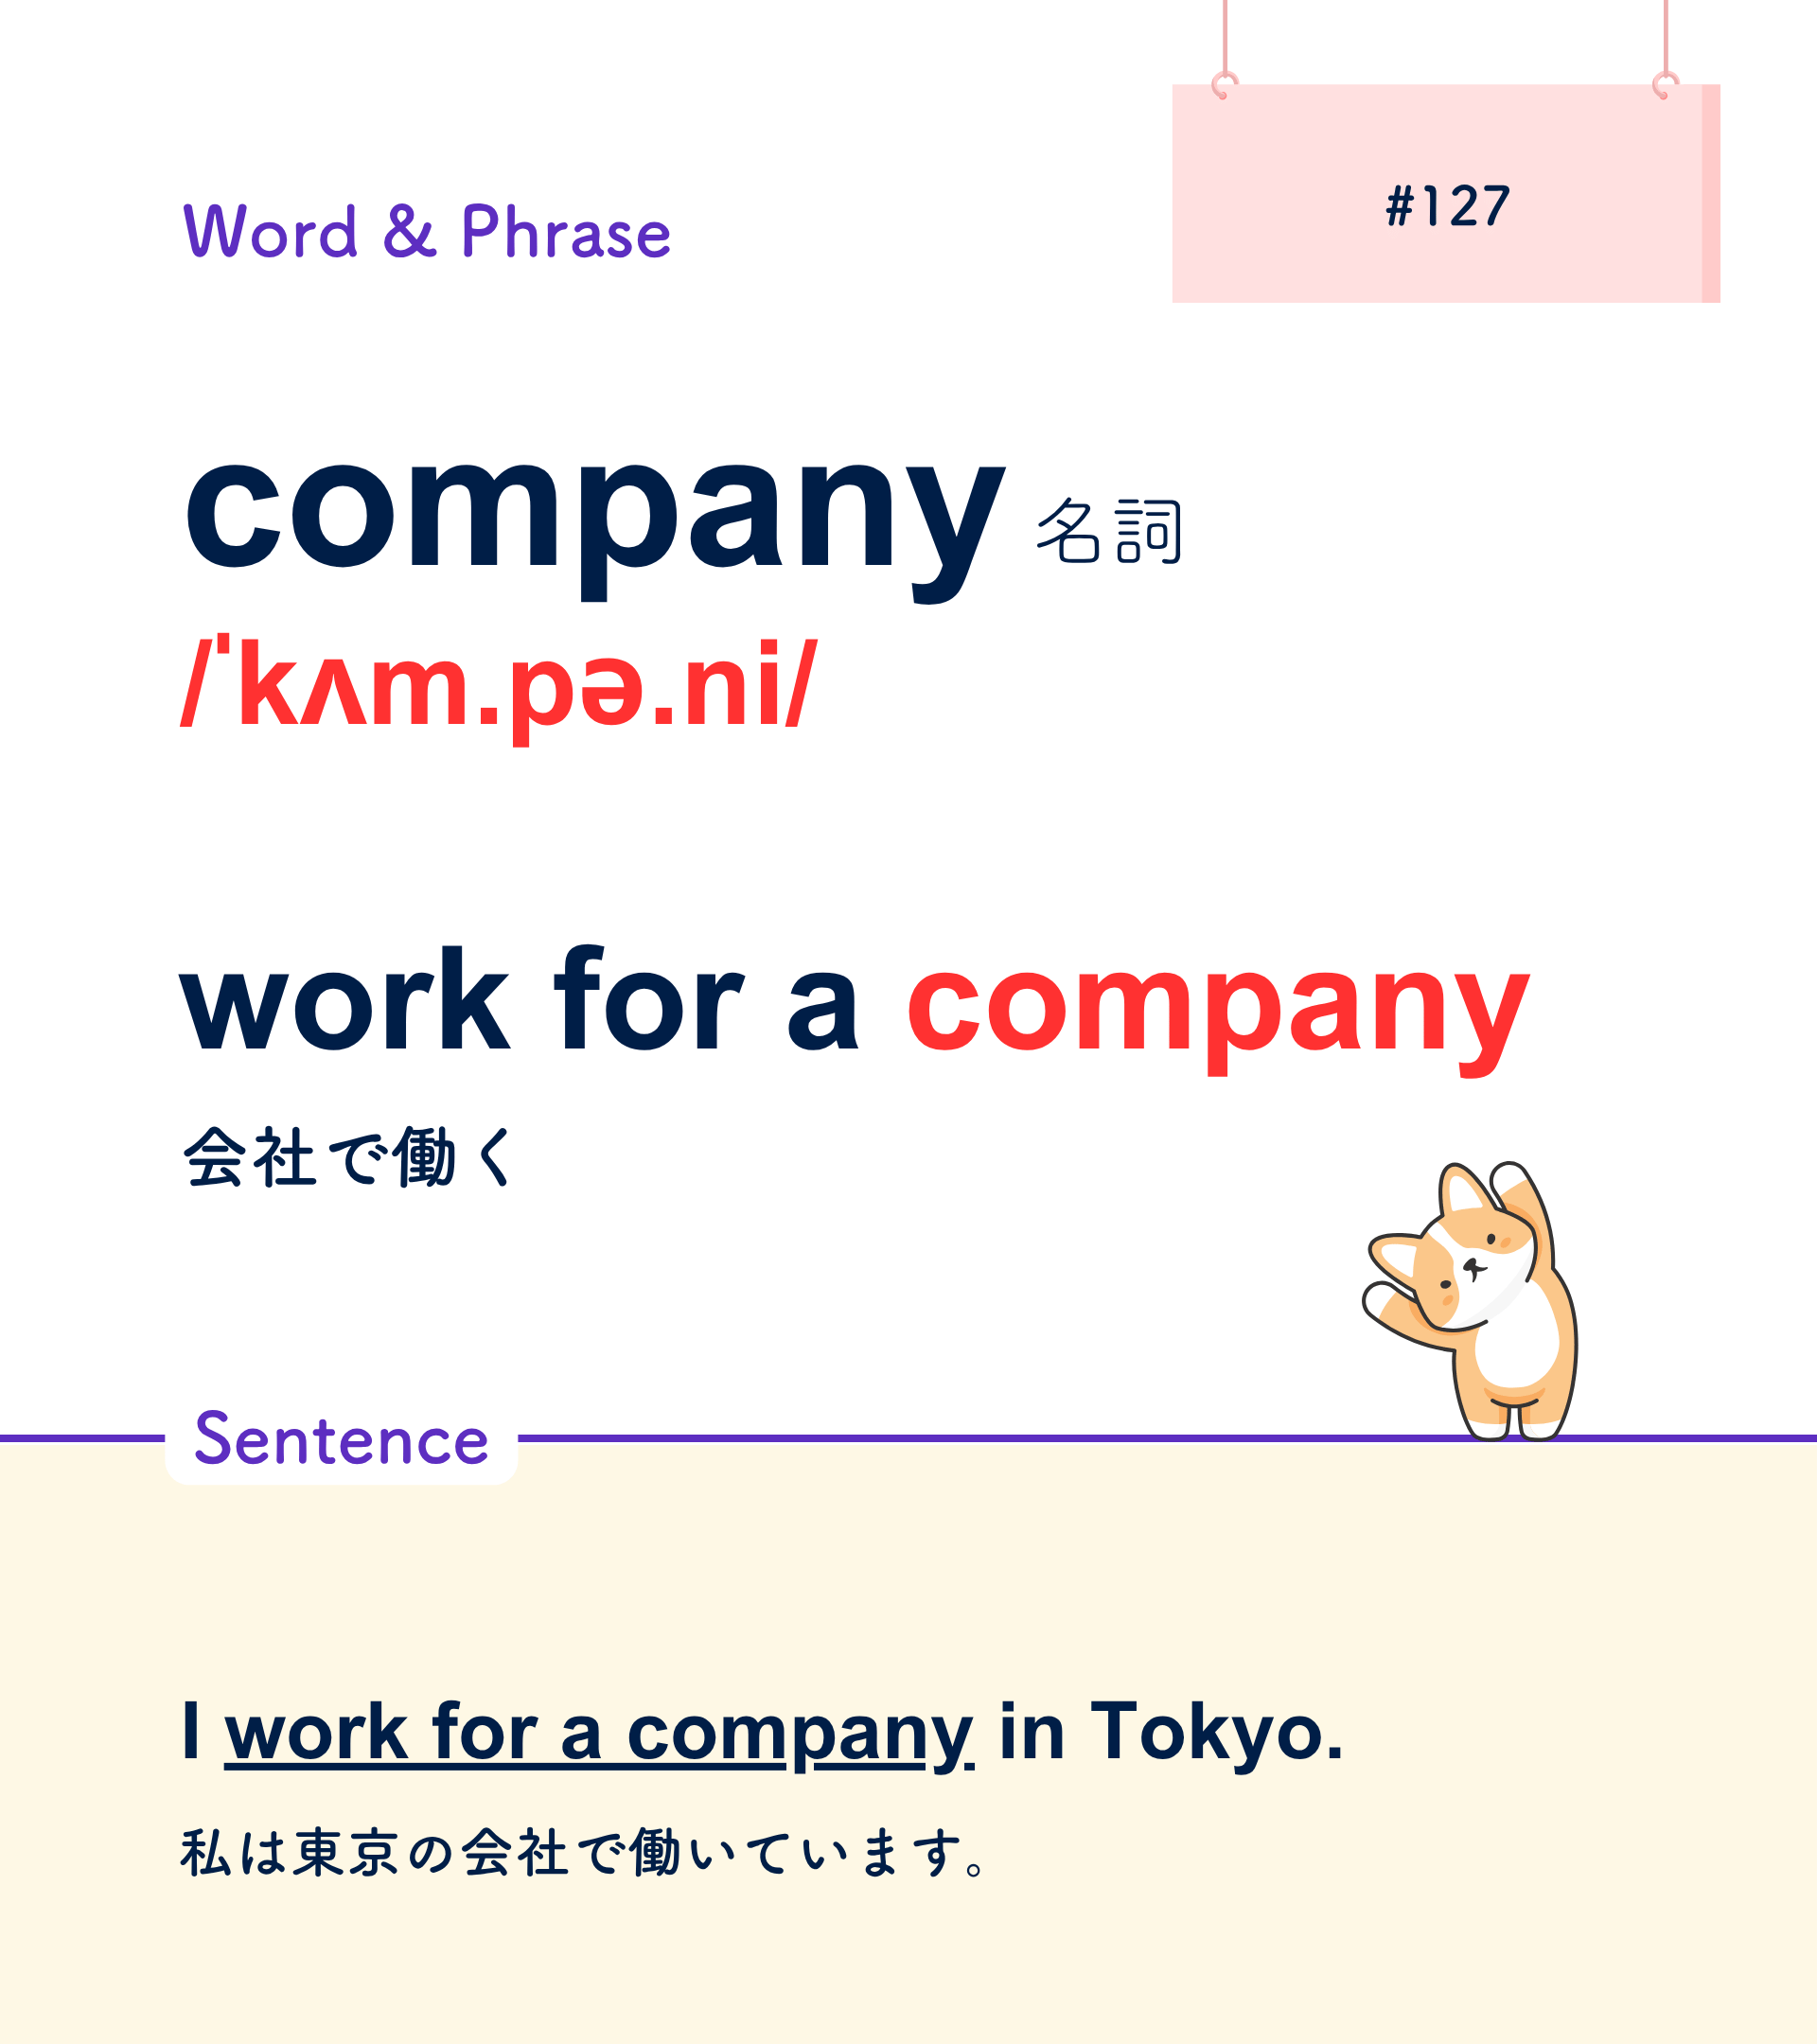 #127
Word & Phrase
company 名詞
/ˈkʌm.pə.ni/
work for a company
会社で働く
Sentence
I work for a company in Tokyo.
私は東京の会社で働いています。